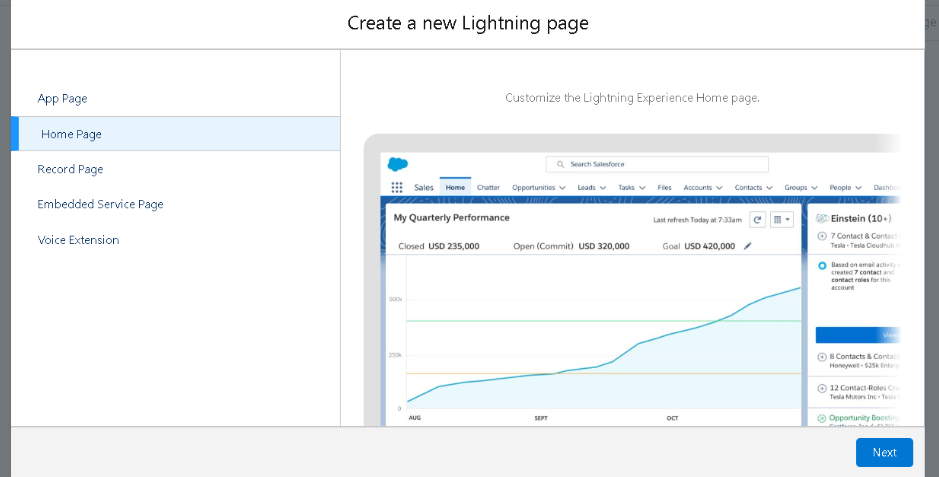 Create a new Lightning page
App Page
Home Page
Record Page
Embedded Service Page
Voice Extension
Customize the Lightning Experience Home page.
Search Salesforce
Sales Home Chatter Opportunities Leads Tasks Files Accounts Contacts Groups People
My Quarterly Performance
Last refresh Today at 7:33am
Closed USD 235,000 Open (Commit) USD 320,000 Goal USD 420,000
500k
250k
0
AUG SEPT OCT
Einstein (10+)
7 Contact & Contact
Tesla • Tesla Cloudhub
Based on email activity
created 7 contact and
contact roles for this
account
8 Contacts & Contac
Honeywell • $25k
12 Contact-Roles
Tesla Motors Inc • Tesla
Opportunity Boosting
Next